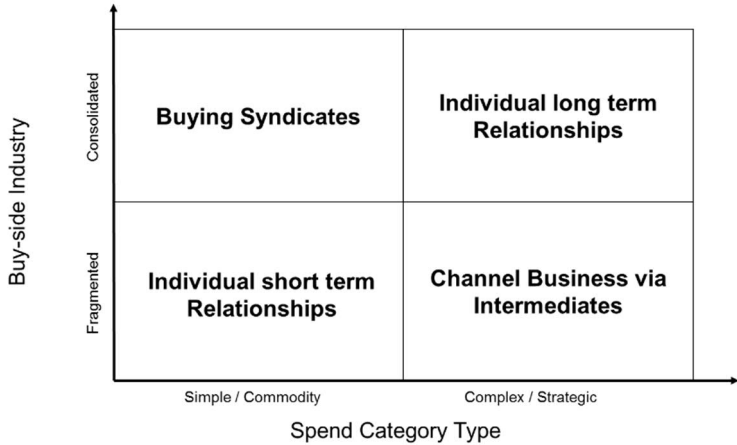 Buy-side Industry
Consolidated
Fragmented
Buying Syndicates
Individual long term
Relationships
Individual short term
Relationships
Channel Business via
Intermediates
Simple / Commodity
Complex / Strategic
Spend Category Type